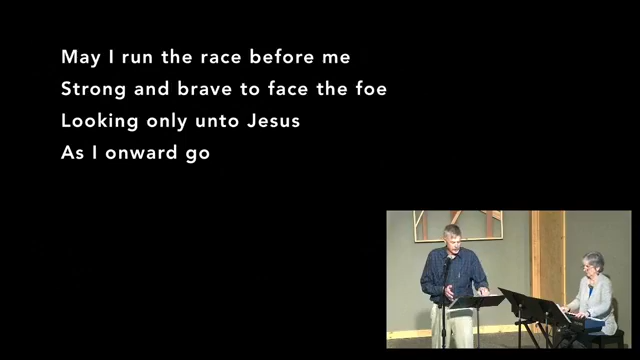 May I run the race before me
Strong and brave to face the foe
Looking only unto Jesus
As I onward go